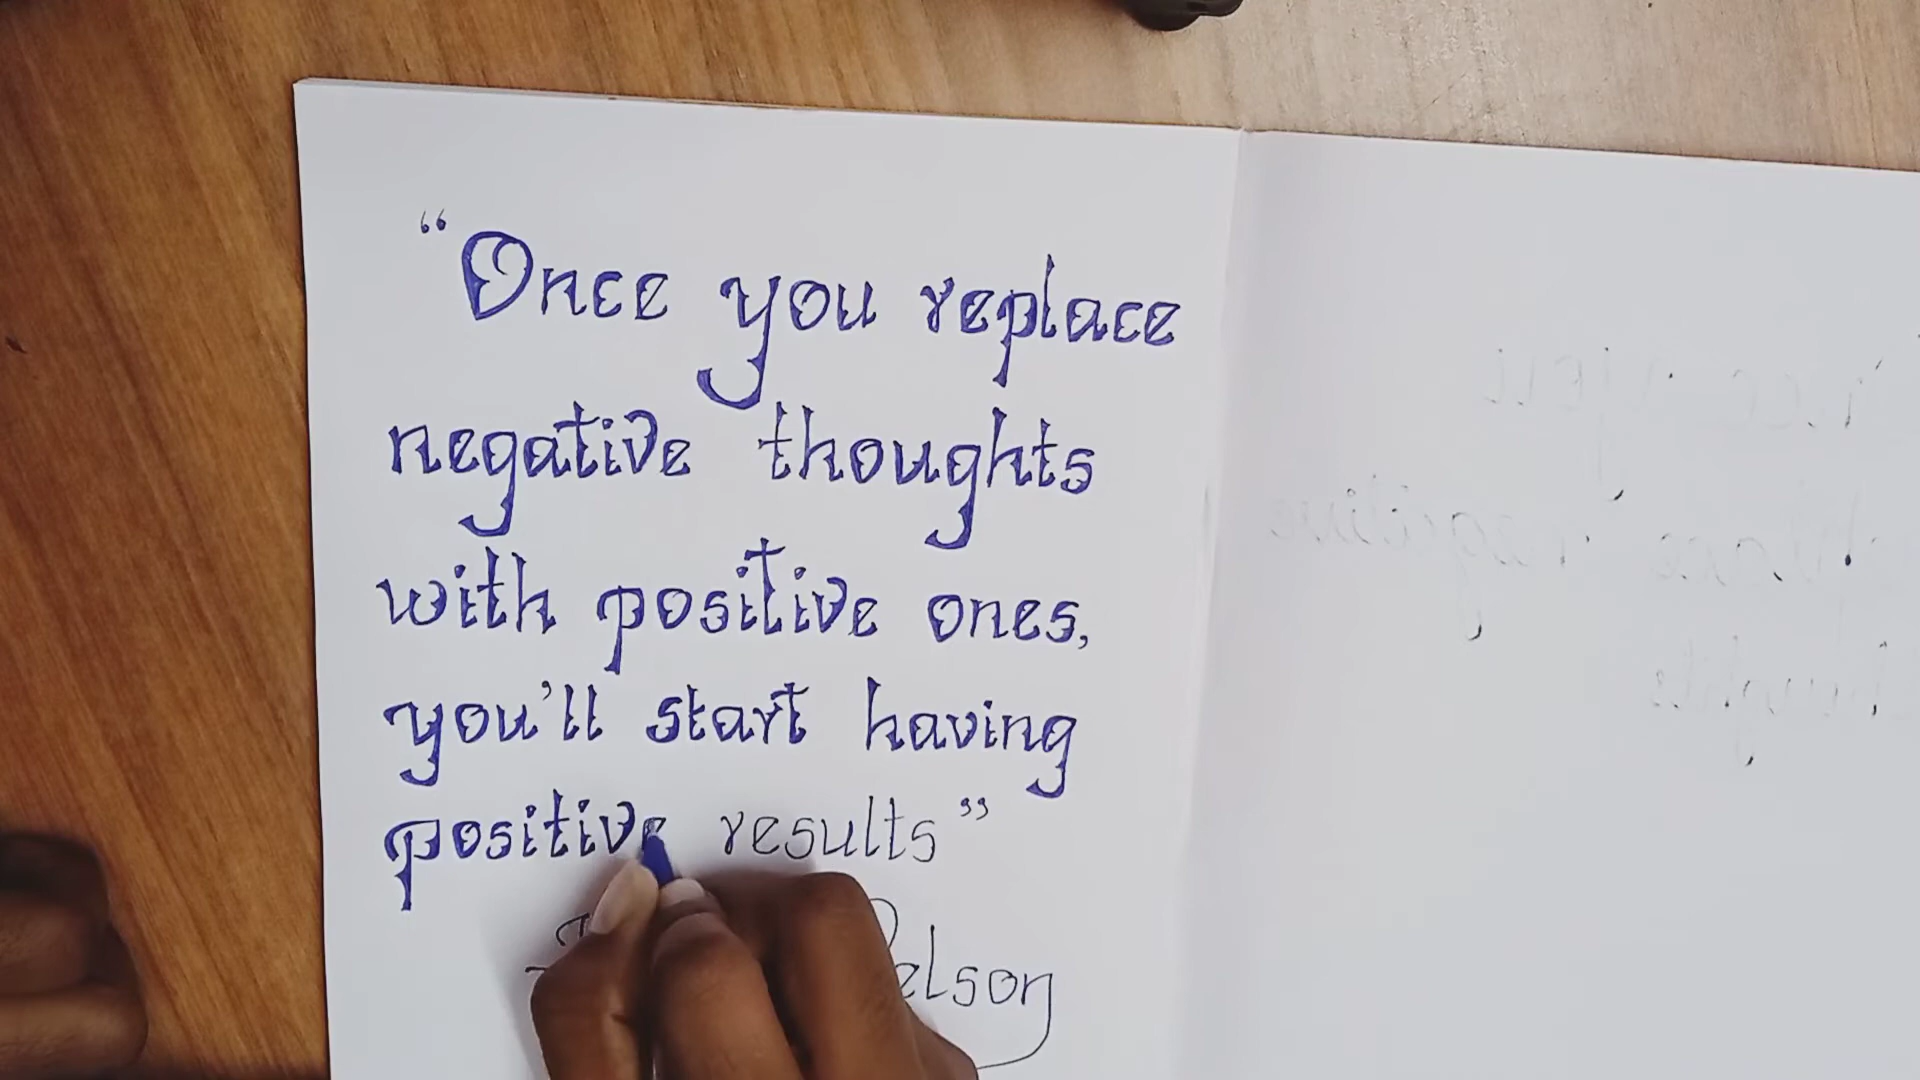 “Once you replace
negative thoughts
with positive ones,
you'll start having
positive results”